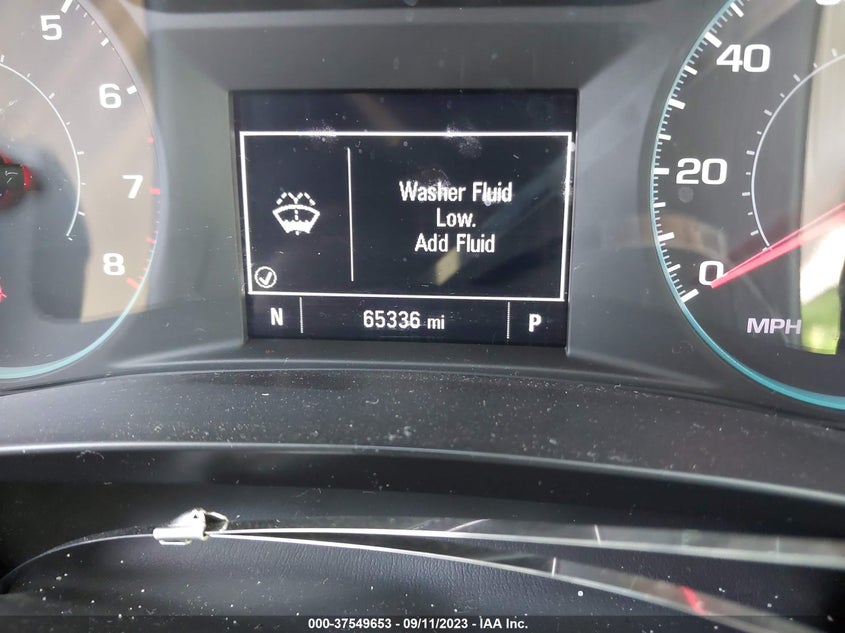 5
6
7
8
Washer Fluid
Low.
Add Fluid
N 65336 mi P
40
20
0
MPH
000-37549653 - 09/11/2023 - IAA Inc.